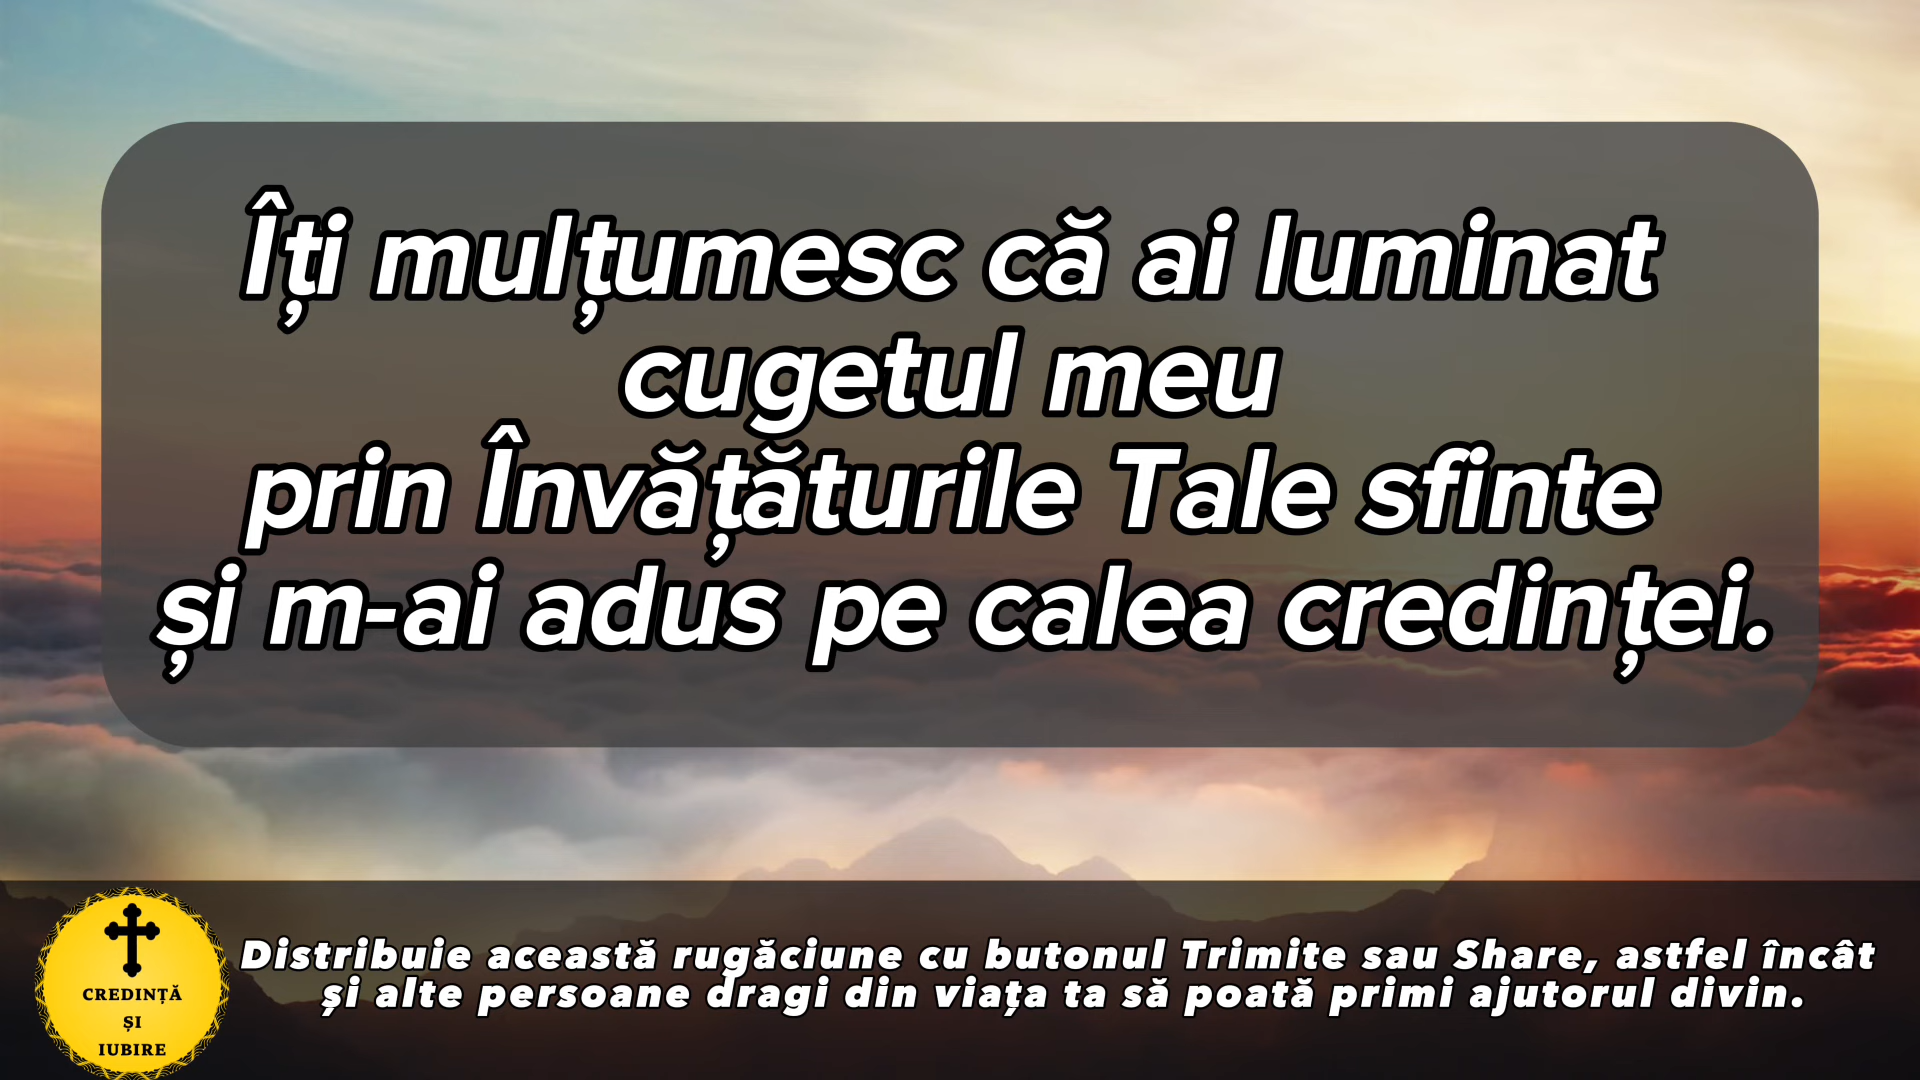 Îți mulțumesc că ai luminat
cugetul meu
prin Învățăturile Tale sfinte
și m-ai adus pe calea credinței.
Distribuie această rugăciune cu butonul Trimite sau Share, astfel încât
și alte persoane dragi din viața ta să poată primi ajutorul divin.
CREDINȚĂ
ȘI
IUBIRE